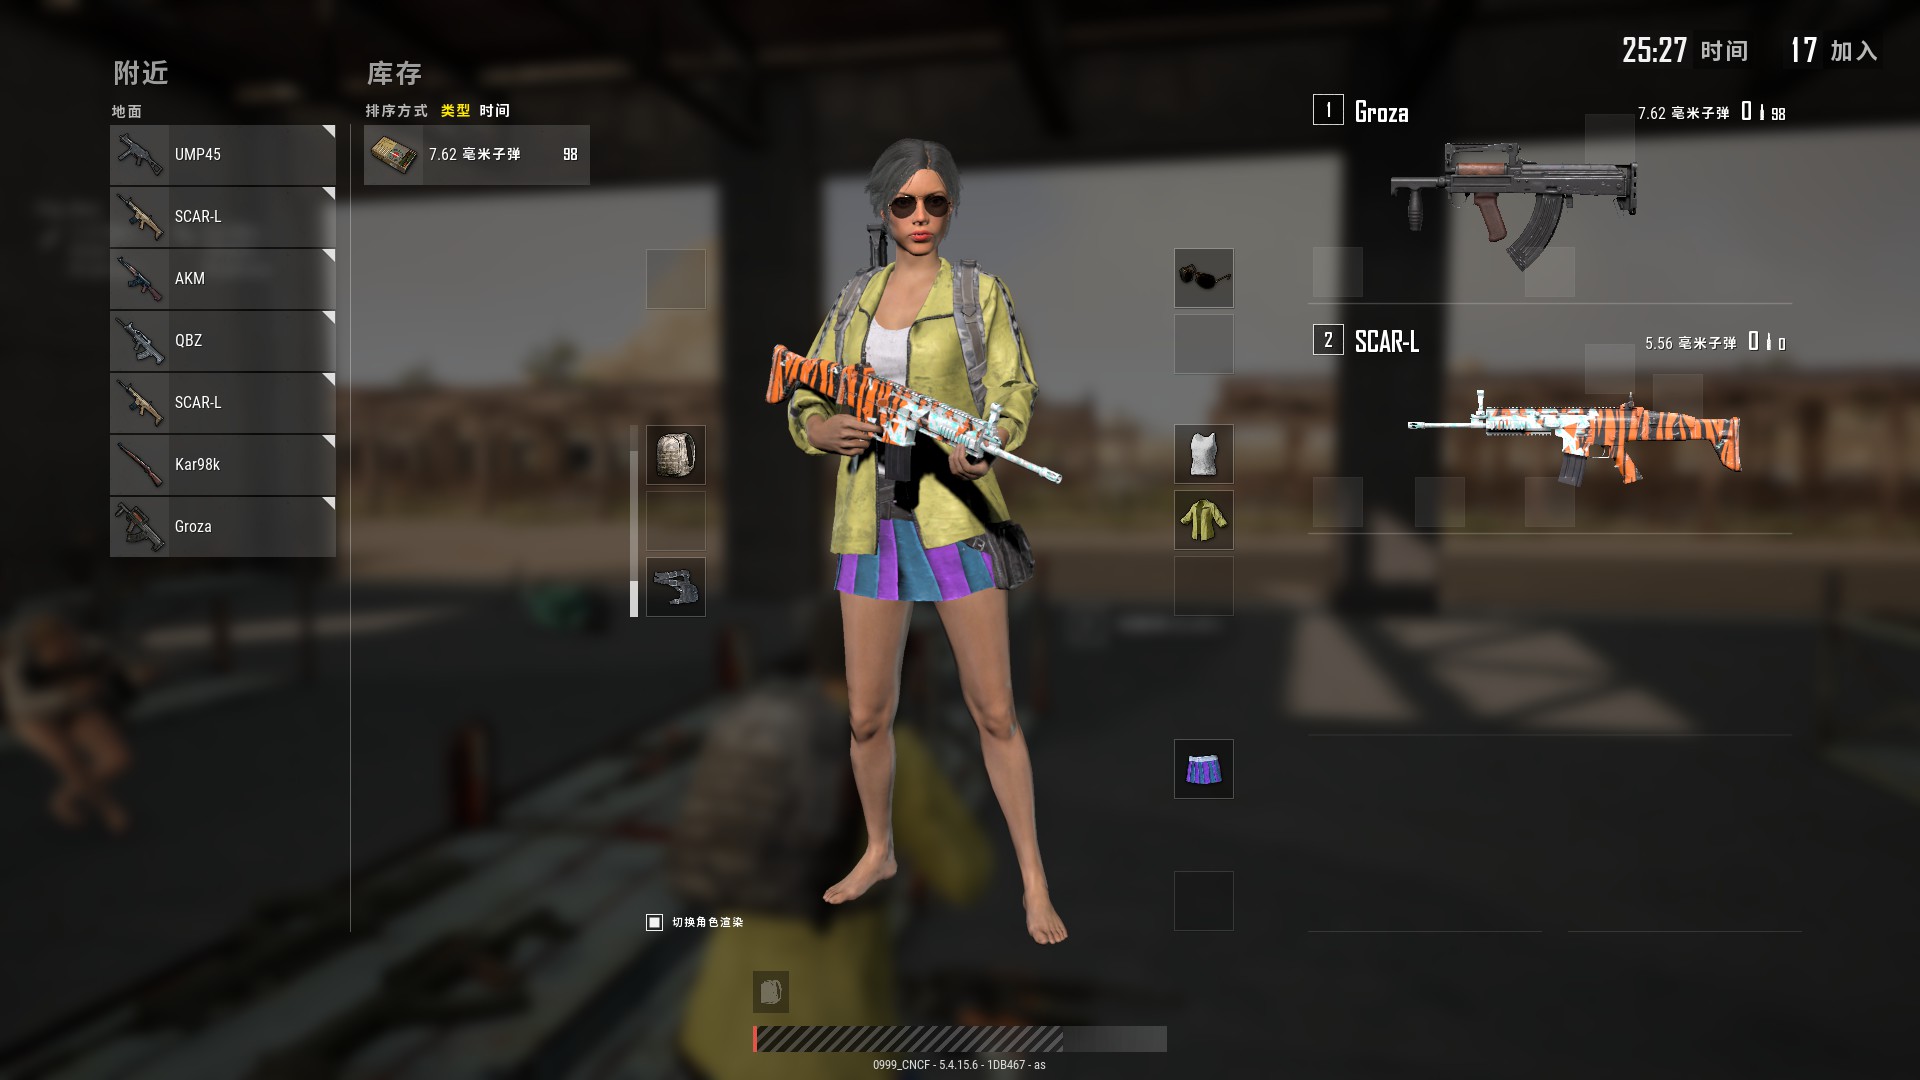 25:27 时间 17 加入
附近
地面
UMP45
SCAR-L
AKM
QBZ
SCAR-L
Kar98k
Groza
库存
排序方式 类型 时间
7.62 毫米子弹 98
1 Groza 7.62 毫米子弹 0 98
2 SCAR-L 5.56 毫米子弹 0 0
切换角色渲染
0999_CNCF - 5.4.15.6 - 1DB467 - as